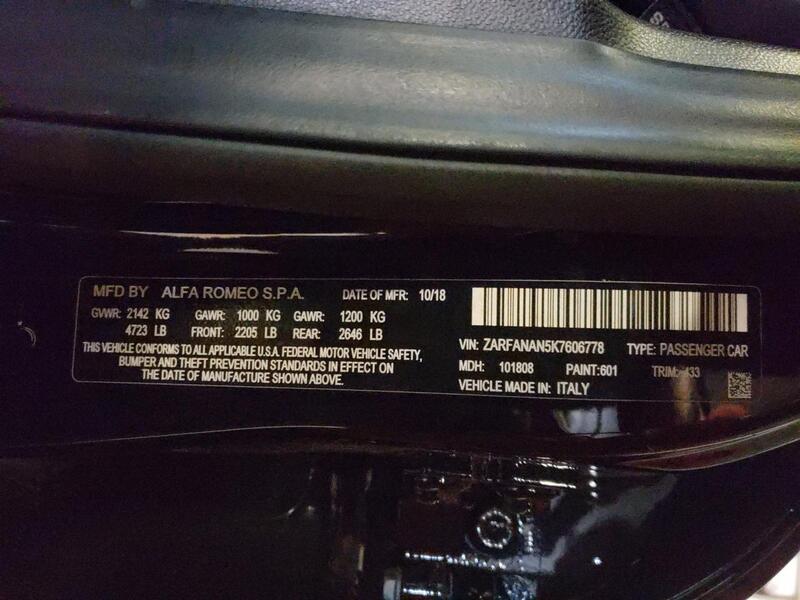 MFD BY ALFA ROMEO S.P.A. DATE OF MFR: 10/18
GVWR: 2142 KG GAWR: 1000 KG GAWR: 1200 KG
4723 LB FRONT: 2205 LB REAR: 2646 LB
THIS VEHICLE CONFORMS TO ALL APPLICABLE U.S.A. FEDERAL MOTOR VEHICLE SAFETY,
BUMPER AND THEFT PREVENTION STANDARDS IN EFFECT ON
THE DATE OF MANUFACTURE SHOWN ABOVE.
VIN: ZARFANAN5K7606778 TYPE: PASSENGER CAR
MDH: 101808 PAINT:601 TRIM:
VEHICLE MADE IN: ITALY